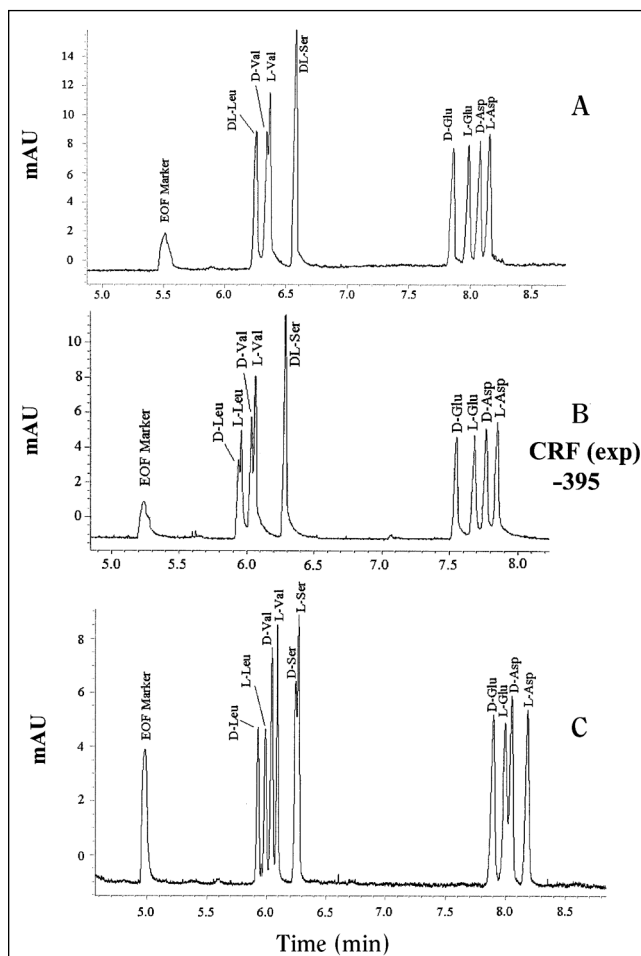 A
mAU
14
12
10
8
6
4
2
0
EOF Marker
DL-Leu
D-Val
L-Val
DL-Ser
D-Glu
L-Glu
D-Asp
L-Asp
5.0 5.5 6.0 6.5 7.0 7.5 8.0 8.5
B
CRF (exp)
-395
mAU
10
8
6
4
2
0
EOF Marker
D-Leu
L-Leu
D-Val
L-Val
DL-Ser
D-Glu
L-Glu
D-Asp
L-Asp
5.0 5.5 6.0 6.5 7.0 7.5 8.0
C
mAU
8
6
4
2
0
EOF Marker
D-Leu
L-Leu
D-Val
L-Val
D-Ser
L-Ser
D-Glu
L-Glu
D-Asp
L-Asp
5.0 5.5 6.0 6.5 7.0 7.5 8.0 8.5
Time (min)